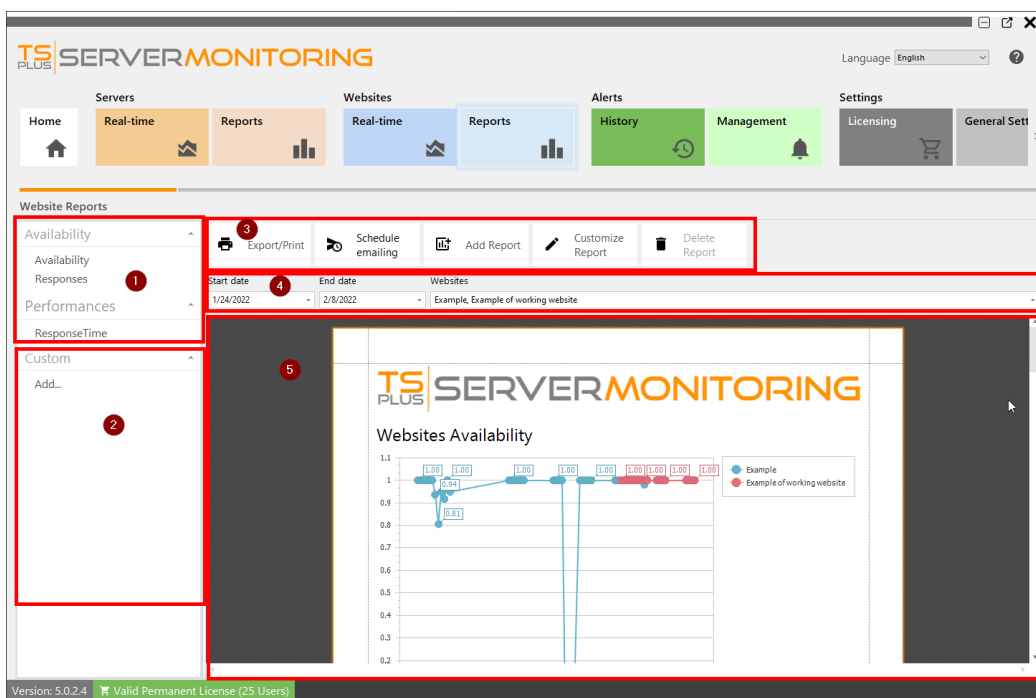 TS PLUS SERVER MONITORING
Language English
Servers Websites Alerts Settings
Home Real-time Reports Real-time Reports History Management Licensing General Sett
Website Reports
Availability
Availability
Responses
1
Performances
ResponseTime
Custom
Add...
2
3
Export/Print
Schedule
emailing
Add Report
Customize
Report
Delete
Report
Start date End date Websites
4
1/24/2022 2/8/2022 Example, Example of working website
5
TS PLUS SERVER MONITORING
Websites Availability
1.1
1
0.9
0.8
0.7
0.6
0.5
0.4
0.3
0.2
1.00 1.00 1.00 1.00 1.00 1.00 1.00 1.00 1.00
0.94
0.81
Example
Example of working website
Version: 5.0.2.4 Valid Permanent License (25 Users)